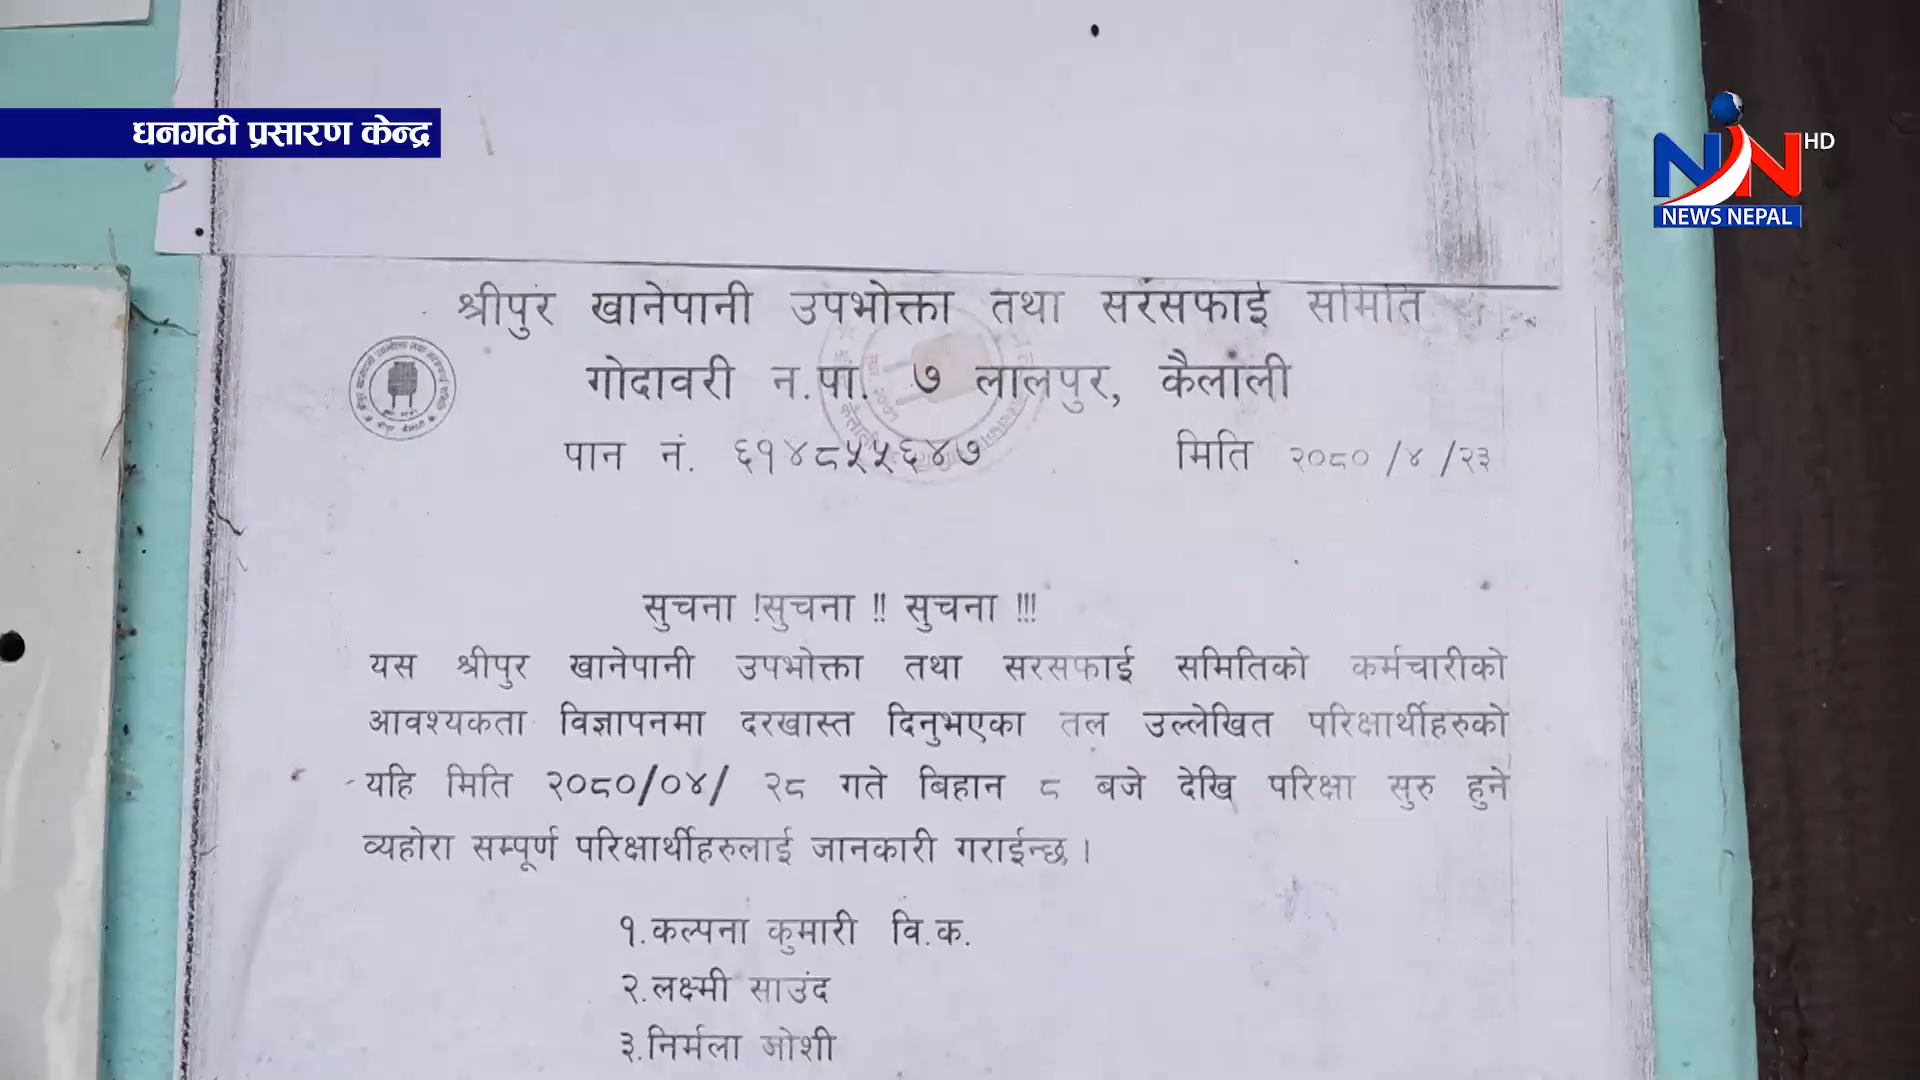 धनगढी प्रसारण केन्द्र
NN HD
NEWS NEPAL
श्रीपुर खानेपानी उपभोक्ता तथा सरसफाई समिति
गोदावरी न.पा. ७ लालपुर, कैलाली
पान नं. ६१४८५५६४७ मिति २०८० /४ /२३
सुचना !सुचना !! सुचना !!!
यस श्रीपुर खानेपानी उपभोक्ता तथा सरसफाई समितिको कर्मचारीको
आवश्यकता विज्ञापनमा दरखास्त दिनुभएका तल उल्लेखित परिक्षार्थीहरुको
यहि मिति २०८०/०४/ २८ गते बिहान ८ बजे देखि परिक्षा सुरु हुने
व्यहोरा सम्पूर्ण परिक्षार्थीहरुलाई जानकारी गराईन्छ ।
१.कल्पना कुमारी वि.क.
२.लक्ष्मी साउंद
३.निर्मला जोशी